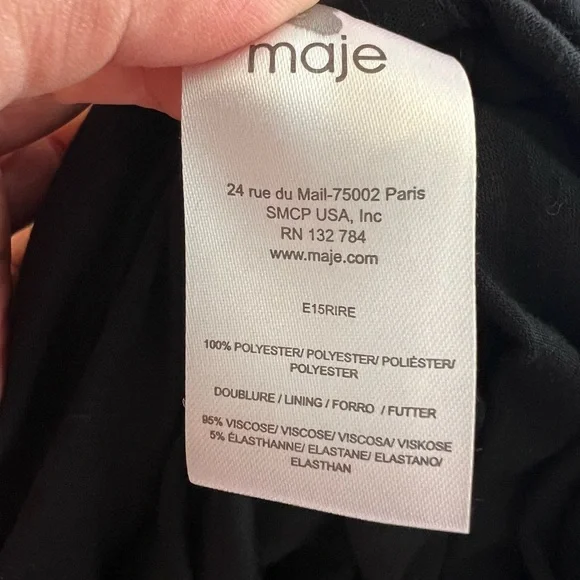 maje
24 rue du Mail-75002 Paris
SMCP USA, Inc
RN 132 784
www.maje.com
E15RIRE
100% POLYESTER/ POLYESTER/ POLIÈSTER/
POLYESTER
DOUBLURE / LINING / FORRO / FUTTER
95% VISCOSE/ VISCOSE/ VISCOSA/ VISKOSE
5% ÉLASTHANNE/ ELASTANE/ ELASTANO/
ELASTHAN